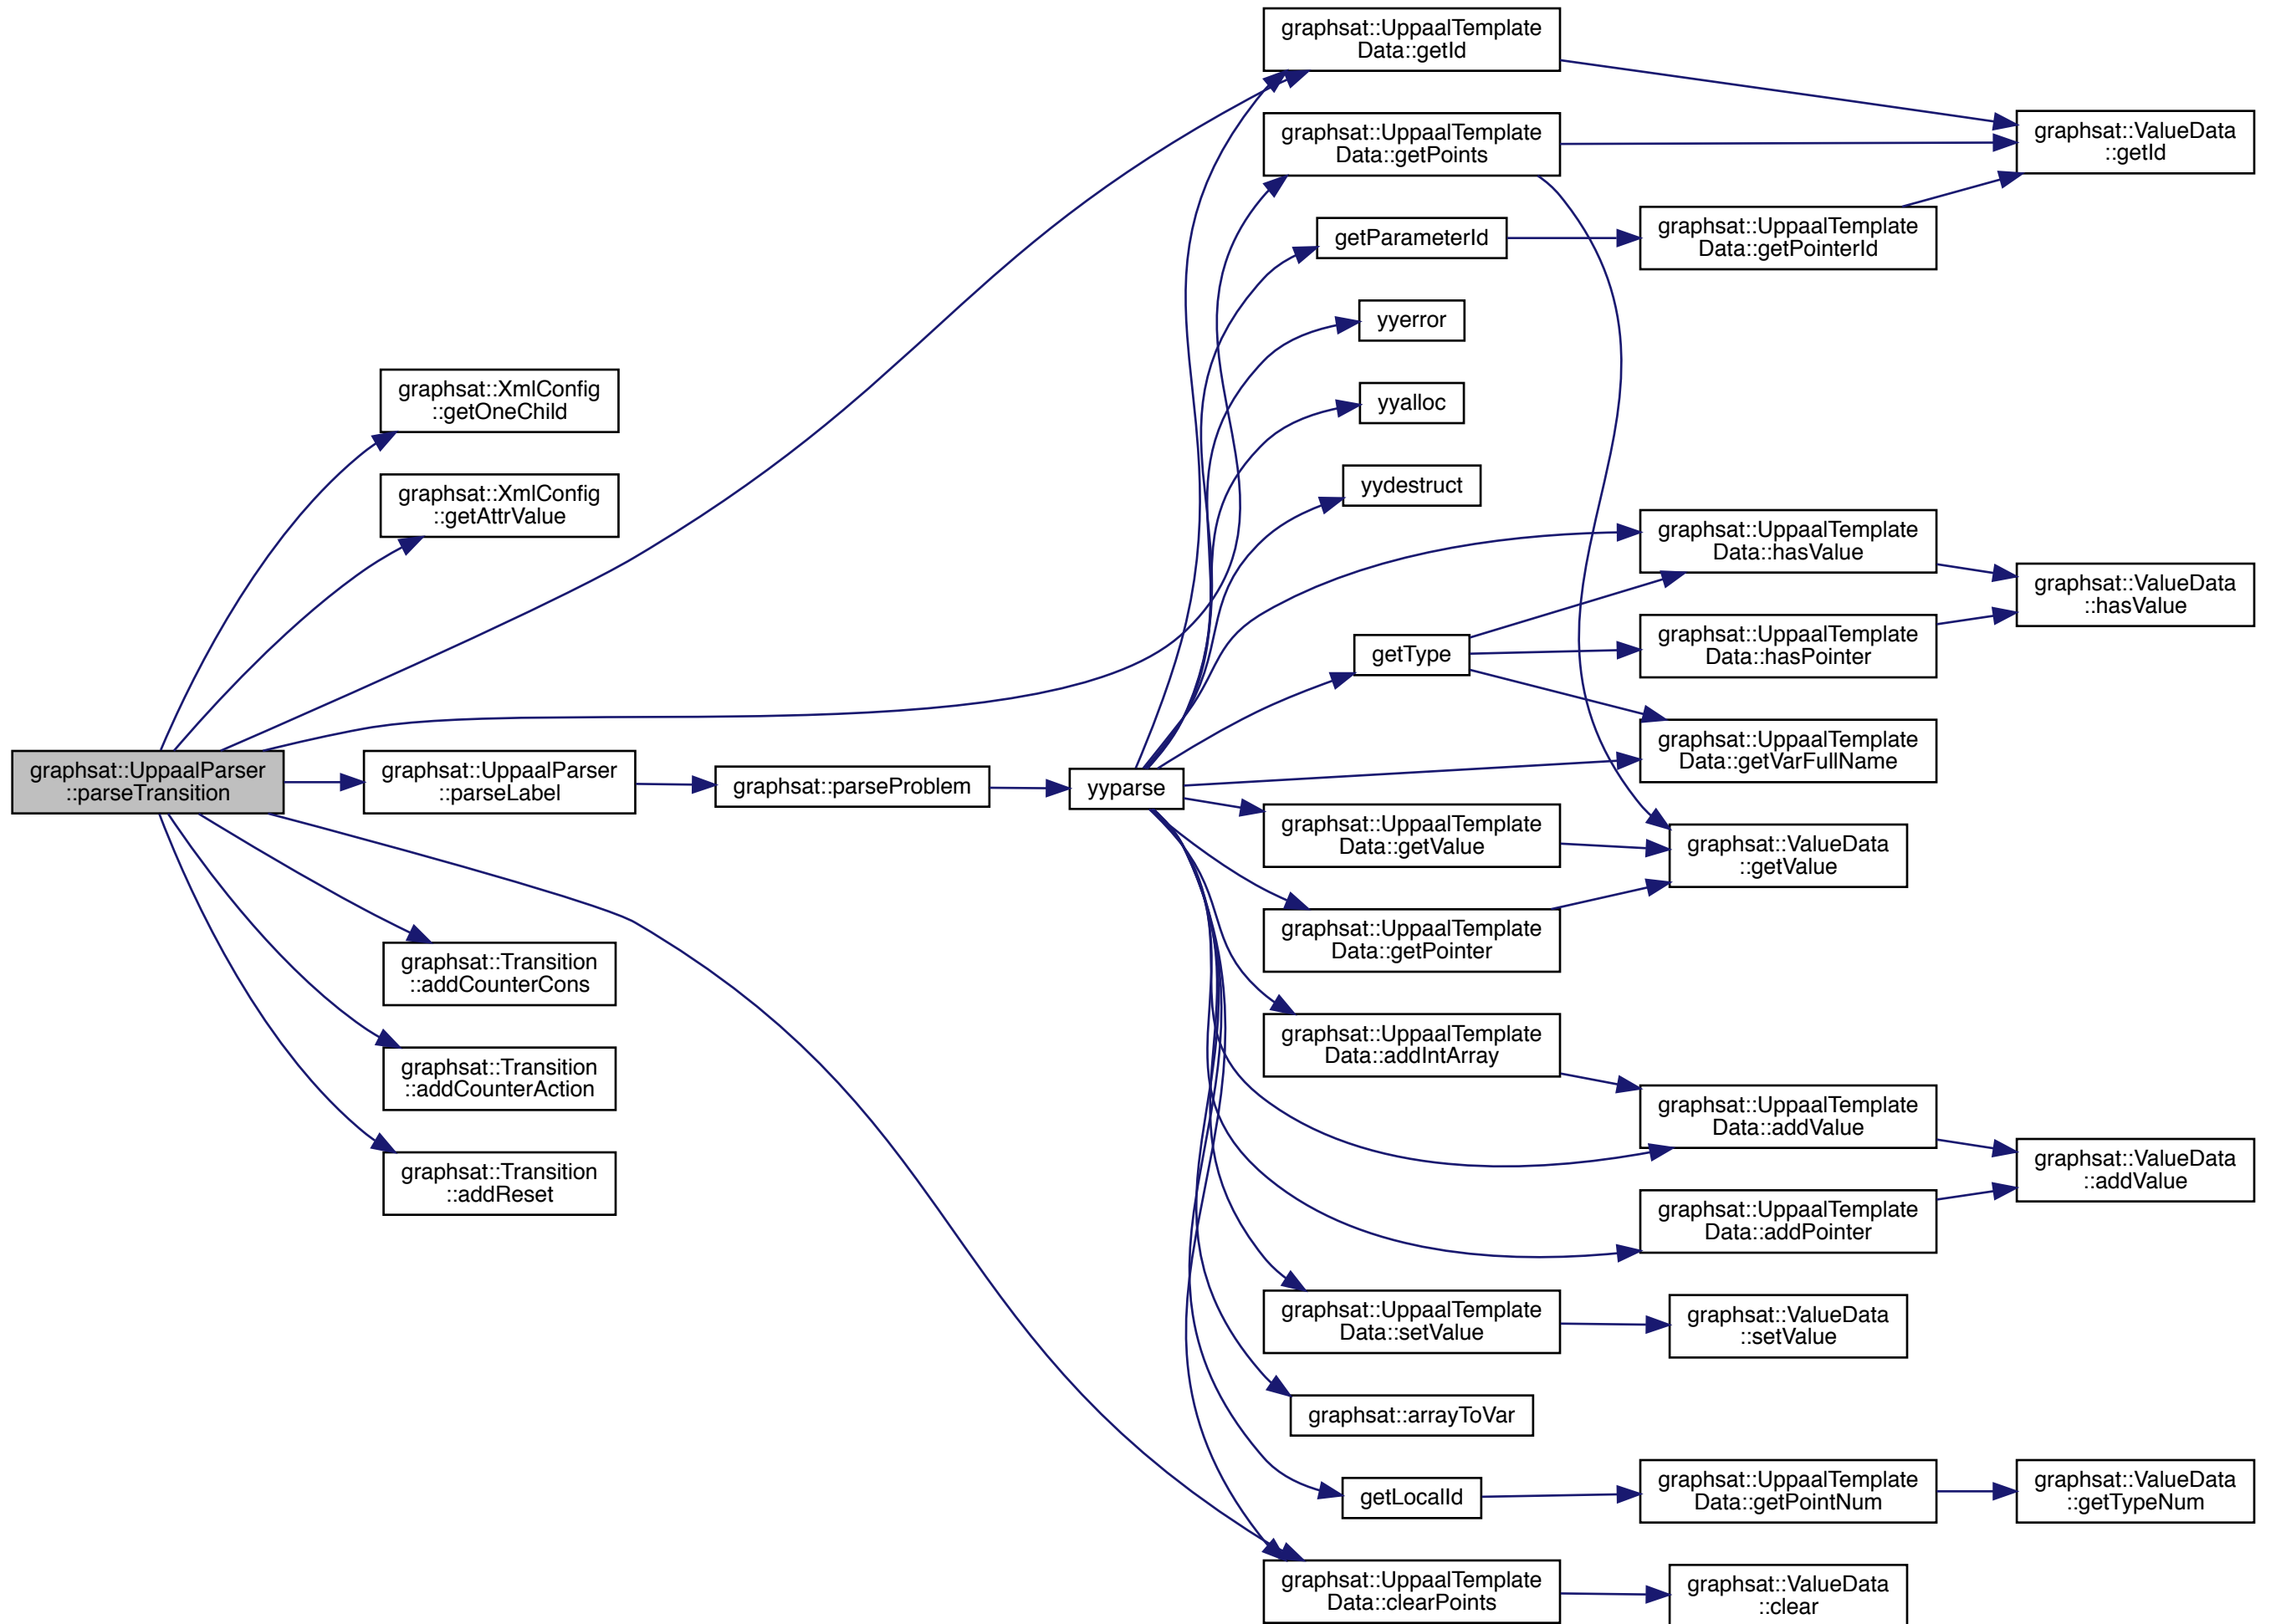 graphsat::UppaalParser
::parseTransition
graphsat::XmlConfig
::getOneChild
graphsat::XmlConfig
::getAttrValue
graphsat::UppaalParser
::parseLabel
graphsat::Transition
::addCounterCons
graphsat::Transition
::addCounterAction
graphsat::Transition
::addReset
graphsat::parseProblem
yyparse
graphsat::UppaalTemplate
Data::getId
graphsat::UppaalTemplate
Data::getPoints
getParameterId
yyerror
yyalloc
yydestruct
getType
graphsat::UppaalTemplate
Data::getValue
graphsat::UppaalTemplate
Data::getPointer
graphsat::UppaalTemplate
Data::addIntArray
graphsat::UppaalTemplate
Data::setValue
graphsat::arrayToVar
getLocalId
graphsat::UppaalTemplate
Data::clearPoints
graphsat::UppaalTemplate
Data::getPointerId
graphsat::UppaalTemplate
Data::hasValue
graphsat::UppaalTemplate
Data::hasPointer
graphsat::UppaalTemplate
Data::getVarFullName
graphsat::ValueData
::getValue
graphsat::UppaalTemplate
Data::addValue
graphsat::UppaalTemplate
Data::addPointer
graphsat::ValueData
::setValue
graphsat::UppaalTemplate
Data::getPointNum
graphsat::ValueData
::clear
graphsat::ValueData
::getId
graphsat::ValueData
::hasValue
graphsat::ValueData
::addValue
graphsat::ValueData
::getTypeNum